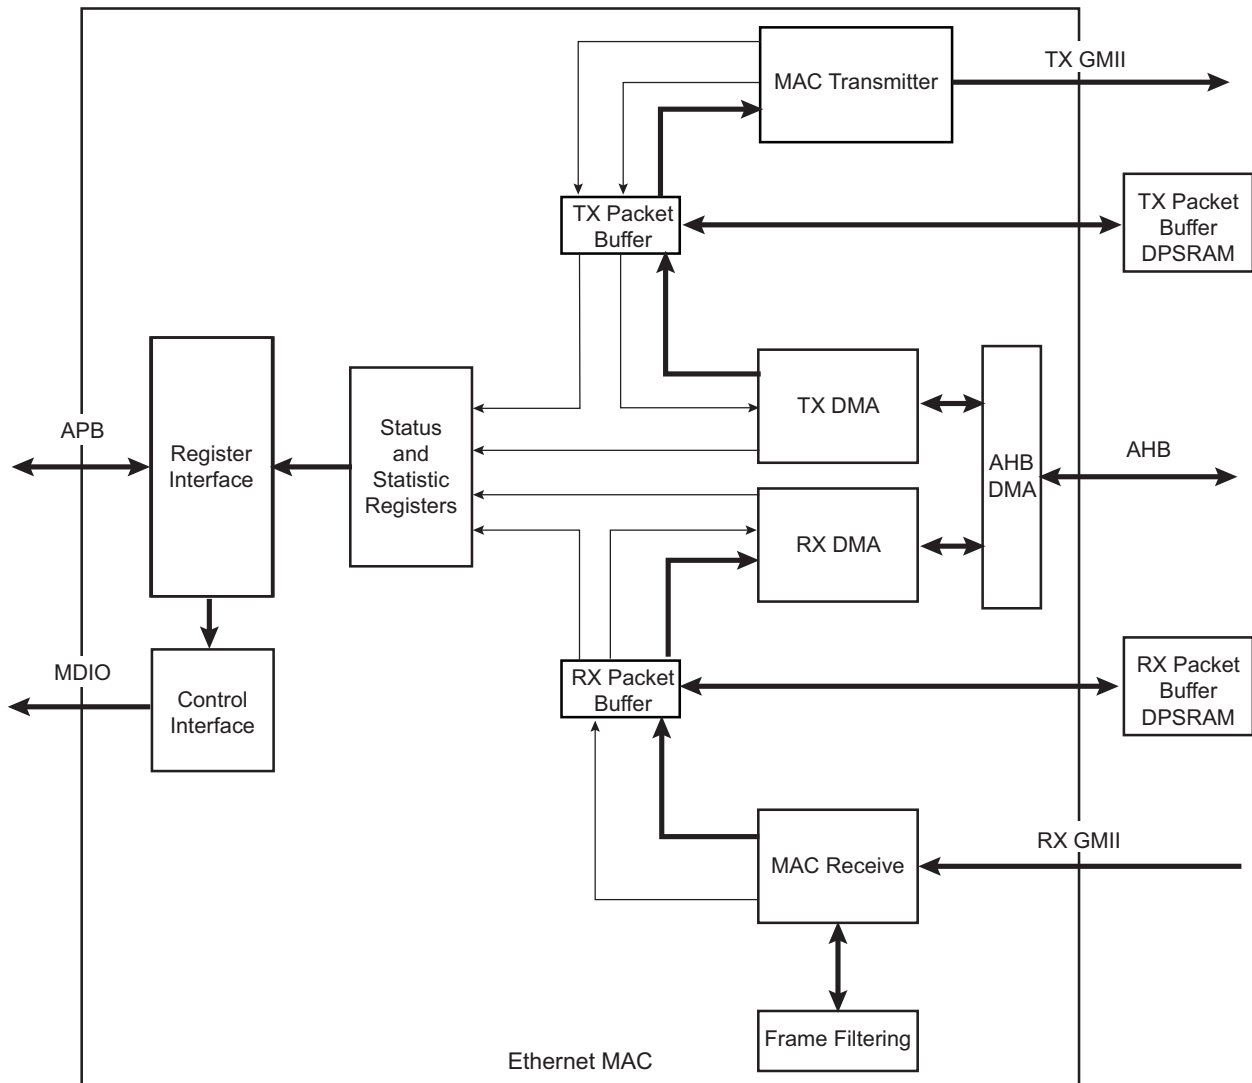 TX GMII
MAC Transmitter
TX Packet
Buffer
TX Packet
Buffer
DPSRAM
APB
Register
Interface
Status
and
Statistic
Registers
TX DMA
AHB
DMA
AHB
RX DMA
MDIO
Control
Interface
RX Packet
Buffer
RX Packet
Buffer
DPSRAM
RX GMII
MAC Receive
Frame Filtering
Ethernet MAC